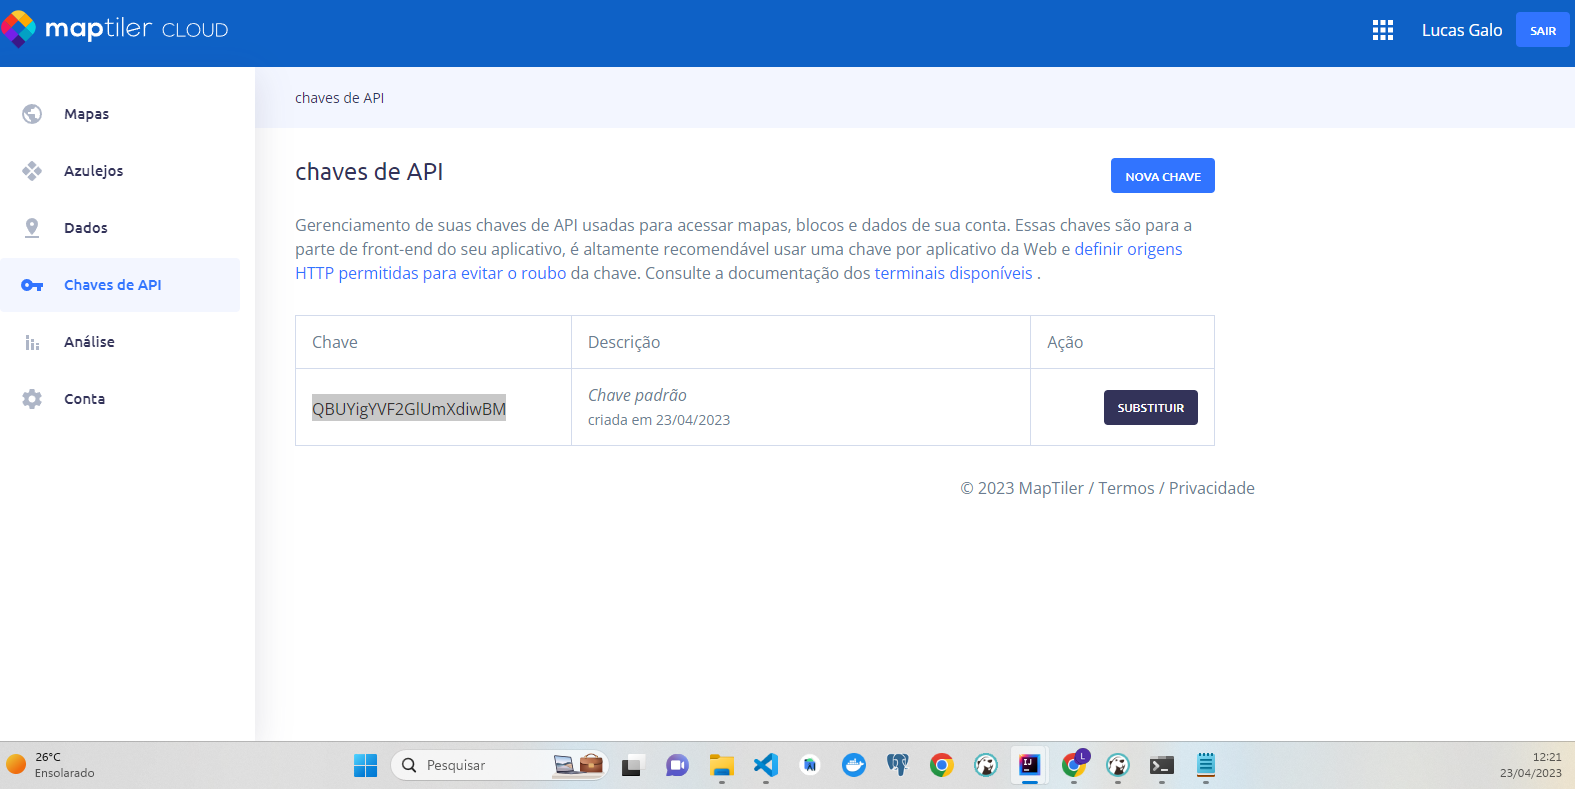 maptiler CLOUD
Lucas Galo
SAIR
Mapas
Azulejos
Dados
Chaves de API
Análise
Conta
chaves de API
chaves de API
NOVA CHAVE
Gerenciamento de suas chaves de API usadas para acessar mapas, blocos e dados de sua conta. Essas chaves são para a
parte de front-end do seu aplicativo, é altamente recomendável usar uma chave por aplicativo da Web e definir origens
HTTP permitidas para evitar o roubo da chave. Consulte a documentação dos terminais disponíveis .
Chave
Descrição
Ação
QBUYigYVF2GlUmXdiwBM
Chave padrão
criada em 23/04/2023
SUBSTITUIR
© 2023 MapTiler / Termos / Privacidade
26°C
Ensolarado
Pesquisar
L
IJ
12:21
23/04/2023